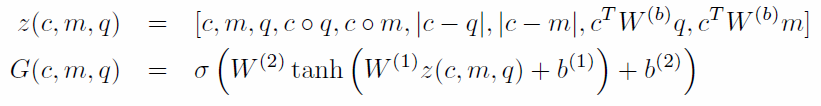 z(c, m, q) = [c, m, q, c ∘ q, c ∘ m, |c − q|, |c − m|, c^T W^(b) q, c^T W^(b) m]
G(c, m, q) = σ (W^(2) tanh (W^(1) z(c, m, q) + b^(1)) + b^(2))